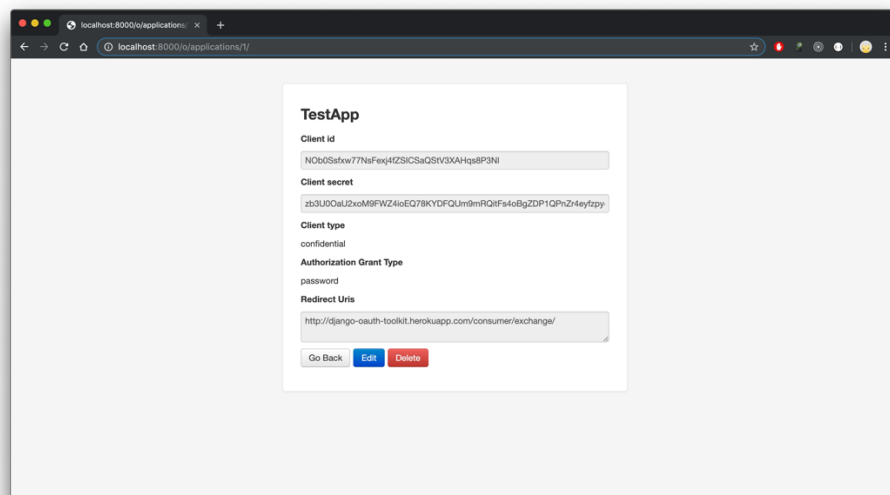 localhost:8000/o/applications/
localhost:8000/o/applications/1/
TestApp
Client id
NOb0Ssfxw77NsFexj4fZSICSaQStV3XAHqs8P3NI
Client secret
zb3U0OaU2xoM9FWZ4ioEQ78KYDFQUm9mRQitFs4oBgZDP1QPnZr4eyfzpy
Client type
confidential
Authorization Grant Type
password
Redirect Uris
http://django-oauth-toolkit.herokuapp.com/consumer/exchange/
Go Back Edit Delete